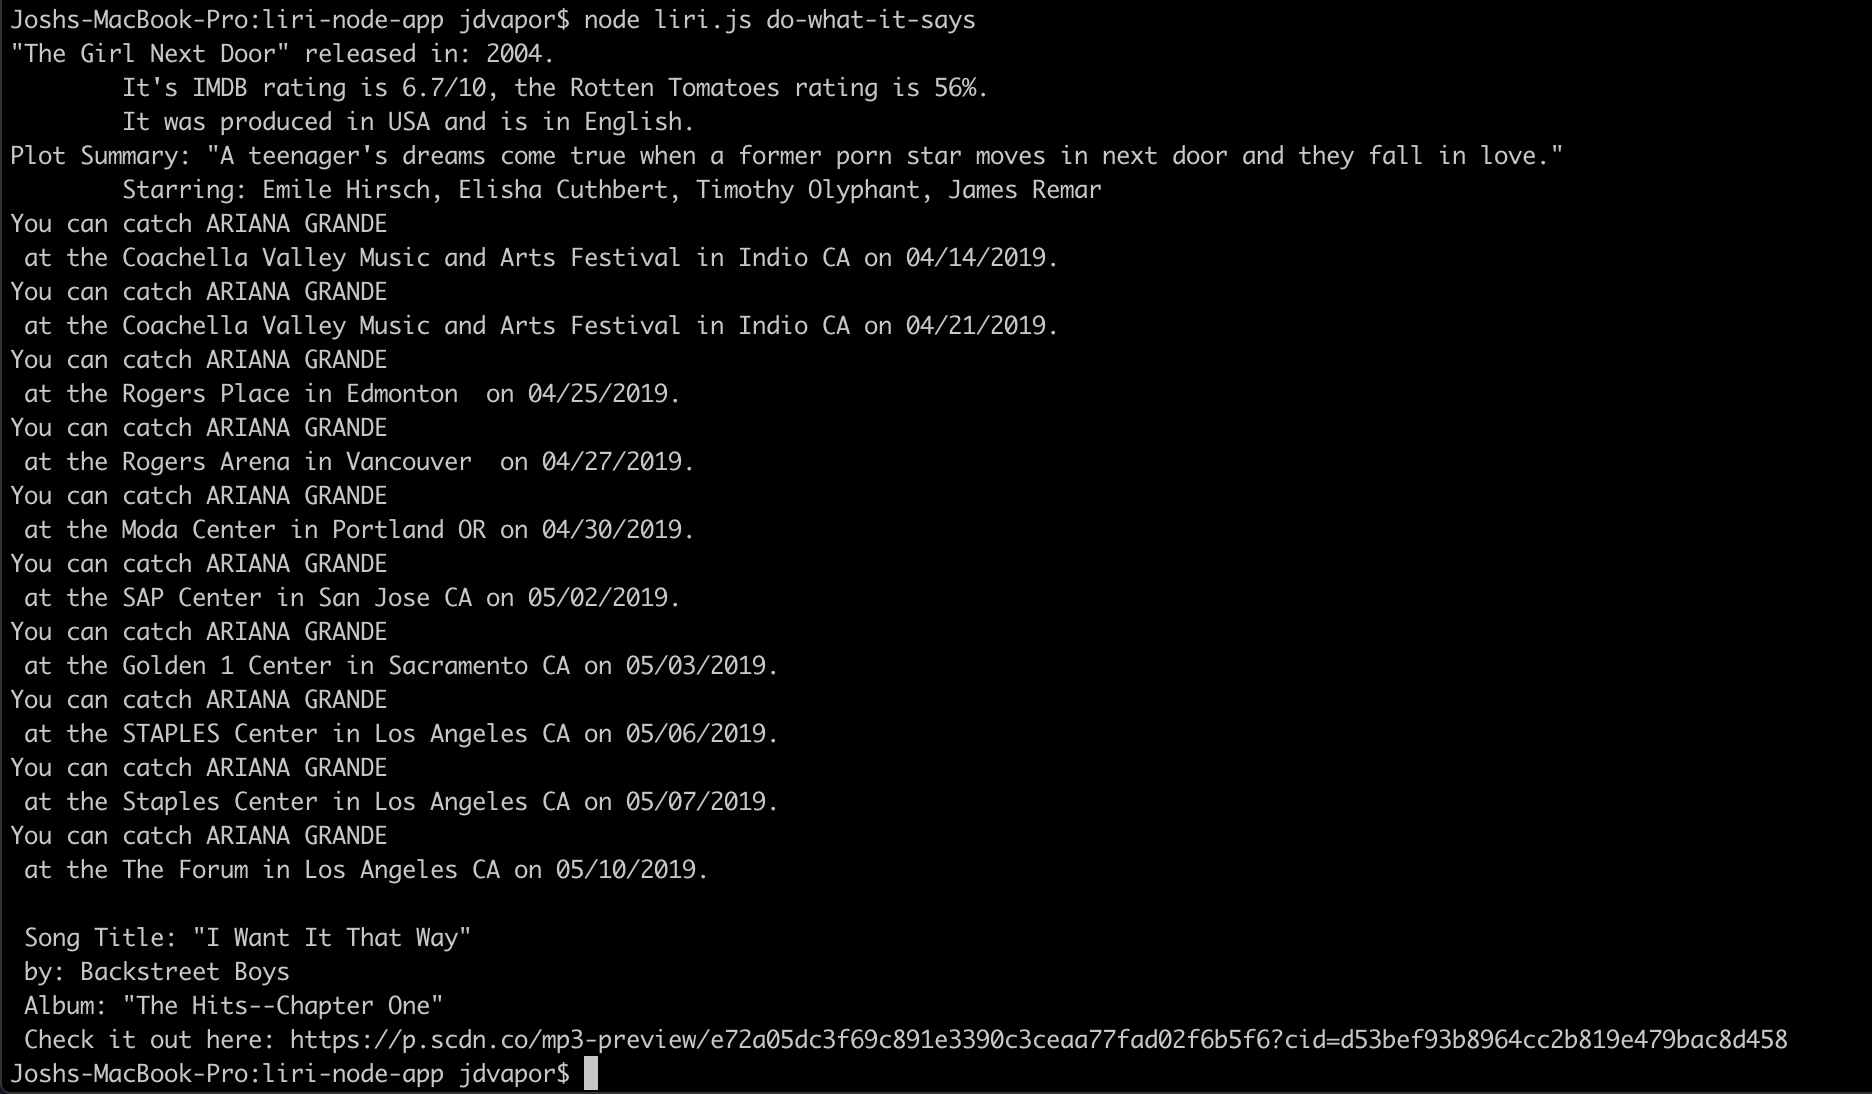 Joshs-MacBook-Pro:liri-node-app jdvapor$ node liri.js do-what-it-says
"The Girl Next Door" released in: 2004.
        It's IMDB rating is 6.7/10, the Rotten Tomatoes rating is 56%.
        It was produced in USA and is in English.
Plot Summary: "A teenager's dreams come true when a former porn star moves in next door and they fall in love."
        Starring: Emile Hirsch, Elisha Cuthbert, Timothy Olyphant, James Remar
You can catch ARIANA GRANDE
 at the Coachella Valley Music and Arts Festival in Indio CA on 04/14/2019.
You can catch ARIANA GRANDE
 at the Coachella Valley Music and Arts Festival in Indio CA on 04/21/2019.
You can catch ARIANA GRANDE
 at the Rogers Place in Edmonton  on 04/25/2019.
You can catch ARIANA GRANDE
 at the Rogers Arena in Vancouver  on 04/27/2019.
You can catch ARIANA GRANDE
 at the Moda Center in Portland OR on 04/30/2019.
You can catch ARIANA GRANDE
 at the SAP Center in San Jose CA on 05/02/2019.
You can catch ARIANA GRANDE
 at the Golden 1 Center in Sacramento CA on 05/03/2019.
You can catch ARIANA GRANDE
 at the STAPLES Center in Los Angeles CA on 05/06/2019.
You can catch ARIANA GRANDE
 at the Staples Center in Los Angeles CA on 05/07/2019.
You can catch ARIANA GRANDE
 at the The Forum in Los Angeles CA on 05/10/2019.

 Song Title: "I Want It That Way"
 by: Backstreet Boys
 Album: "The Hits--Chapter One"
 Check it out here: https://p.scdn.co/mp3-preview/e72a05dc3f69c891e3390c3ceaa77fad02f6b5f6?cid=d53bef93b8964cc2b819e479bac8d458
Joshs-MacBook-Pro:liri-node-app jdvapor$